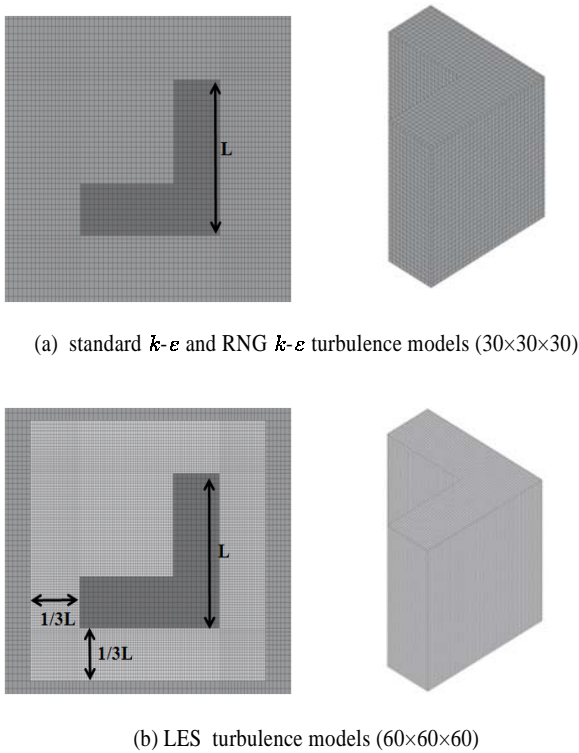 L
(a) standard k-ε and RNG k-ε turbulence models (30×30×30)
L
1/3L
1/3L
(b) LES turbulence models (60×60×60)